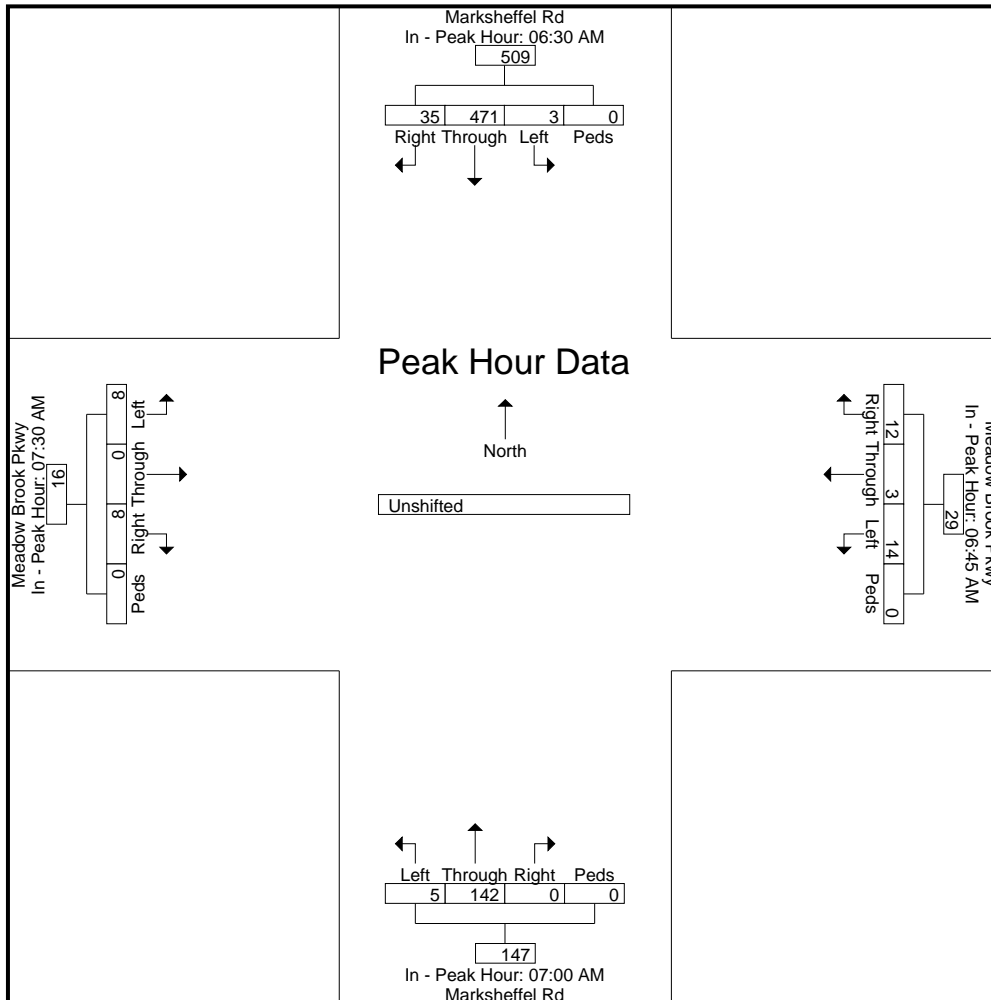 Marksheffel Rd
In - Peak Hour: 06:30 AM
509
35 471 3 0
Right Through Left Peds
Peak Hour Data
North
Unshifted
Meadow Brook Pkwy
In - Peak Hour: 07:30 AM
16
8 0 8 0
Left Through Right Peds
Meadow Brook Pkwy
In - Peak Hour: 06:45 AM
29
12 3 14 0
Right Through Left Peds
Left Through Right Peds
5 142 0 0
147
In - Peak Hour: 07:00 AM
Marksheffel Rd